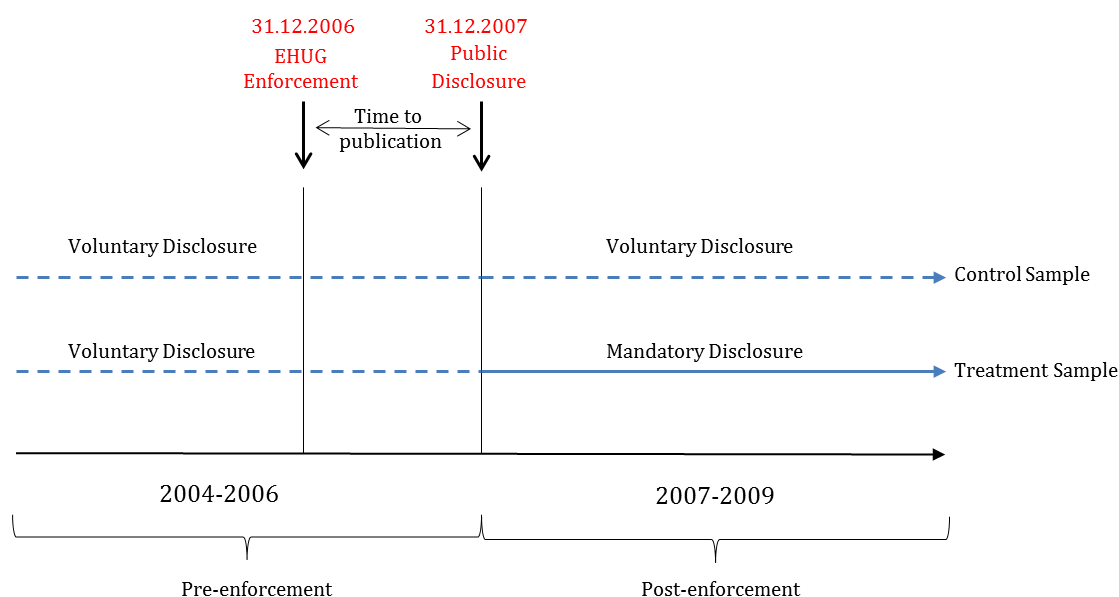 31.12.2006
EHUG
Enforcement
31.12.2007
Public
Disclosure
Time to
publication
Voluntary Disclosure
Voluntary Disclosure
Control Sample
Voluntary Disclosure
Mandatory Disclosure
Treatment Sample
2004-2006
2007-2009
Pre-enforcement
Post-enforcement